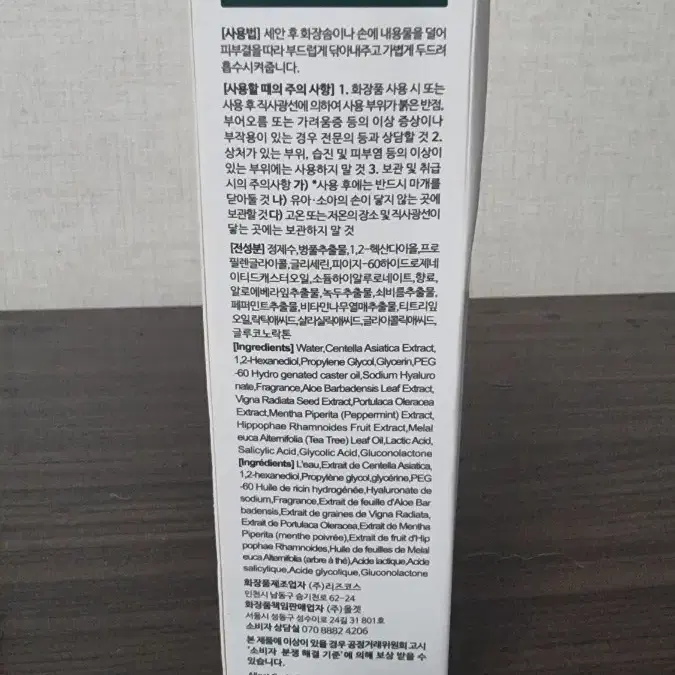 [사용법] 세안 후 화장솜이나 손에 내용물을 덜어
피부결을 따라 부드럽게 닦아내주고 가볍게 두드려
흡수시켜줍니다.
[사용할 때의 주의 사항] 1. 화장품 사용 시 또는
사용 후 직사광선에 의하여 사용 부위가 붉은 반점,
부어오름 또는 가려움증 등의 이상 증상이나
부작용이 있는 경우 전문의 등과 상담할 것 2.
상처가 있는 부위, 습진 및 피부염 등의 이상이
있는 부위에는 사용하지 말 것 3. 보관 및 취급
시의 주의사항 가) *사용 후에는 반드시 마개를
닫아둘 것 나) 유아·소아의 손이 닿지 않는 곳에
보관할 것 다) 고온 또는 저온의 장소 및 직사광선이
닿는 곳에는 보관하지 말 것
[전성분] 정제수,병풀추출물,1,2-헥산다이올,프로
필렌글라이콜,글리세린,피이지-60하이드로제네
이티드캐스터오일,소듐하이알루로네이트,향료,
알로에베라잎추출물,녹두추출물,쇠비름추출물,
페퍼민트추출물,비타민나무열매추출물,티트리잎
오일,락틱애씨드,살리실릭애씨드,글라이콜릭애씨드,
글루코노락톤
[Ingredients] Water,Centella Asiatica Extract,
1,2-Hexanediol,Propylene Glycol,Glycerin,PEG
-60 Hydro genated caster oil,Sodium Hyaluro
nate,Fragrance,Aloe Barbadensis Leaf Extract,
Vigna Radiata Seed Extract,Portulaca Oleracea
Extract,Mentha Piperita (Peppermint) Extract,
Hippophae Rhamnoides Fruit Extract,Melal
euca Alternifolia (Tea Tree) Leaf Oil,Lactic Acid,
Salicylic Acid,Glycolic Acid,Gluconolactone
[Ingrédients] L'eau,Extrait de Centella Asiatica,
1,2-hexanediol,Propylène glycol,glycérine,PEG
-60 Huile de ricin hydrogénée,Hyaluronate de
sodium,Fragrance,Extrait de feuille d'Aloe Bar
badensis,Extrait de graines de Vigna Radiata,
Extrait de Portulaca Oleracea,Extrait de Mentha
Piperita (menthe poivrée),Extrait de fruit d'Hip
pophae Rhamnoides,Huile de feuilles de Melal
euca Alternifolia (arbre à thé),Acide lactique,Acide
salicylique,Acide glycolique,Gluconolactone
화장품제조업자 (주)리즈코스
인천시 남동구 승기천로 62-24
화장품책임판매업자 (주)올겟
서울시 성동구 성수이로 24길 31 801호
소비자 상담실 070 8882 4206
본 제품에 이상이 있을 경우 공정거래위원회 고시
'소비자 분쟁 해결 기준'에 의해 보상 받을 수
있습니다.